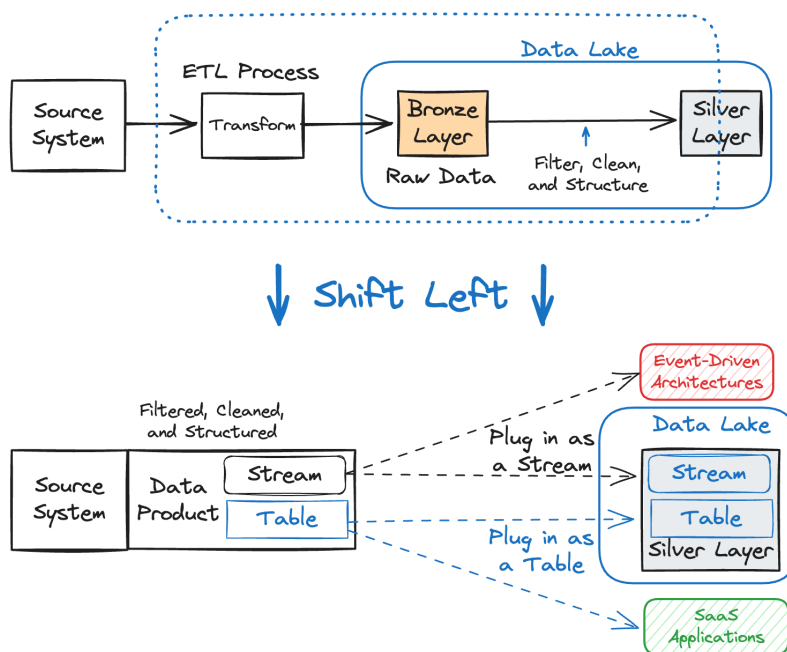 Data Lake
ETL Process
Source
System
Transform
Bronze
Layer
Silver
Layer
Raw Data
Filter, Clean,
and Structure
Shift Left
Event-Driven
Architectures
Filtered, Cleaned,
and Structured
Data Lake
Plug in as
a Stream
Source
System
Data
Product
Stream
Table
Stream
Table
Silver Layer
Plug in as
a Table
SaaS
Applications